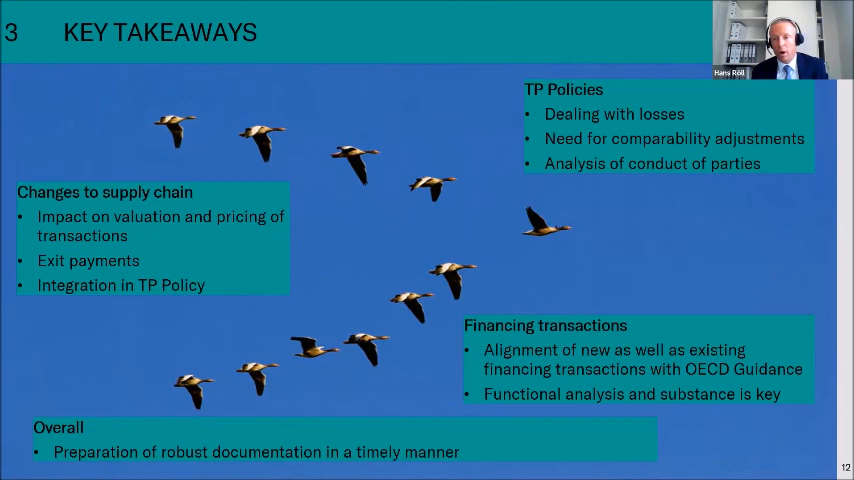 3 KEY TAKEAWAYS
Hans Röll
TP Policies
• Dealing with losses
• Need for comparability adjustments
• Analysis of conduct of parties
Changes to supply chain
• Impact on valuation and pricing of
transactions
• Exit payments
• Integration in TP Policy
Financing transactions
• Alignment of new as well as existing
financing transactions with OECD Guidance
• Functional analysis and substance is key
Overall
• Preparation of robust documentation in a timely manner
12